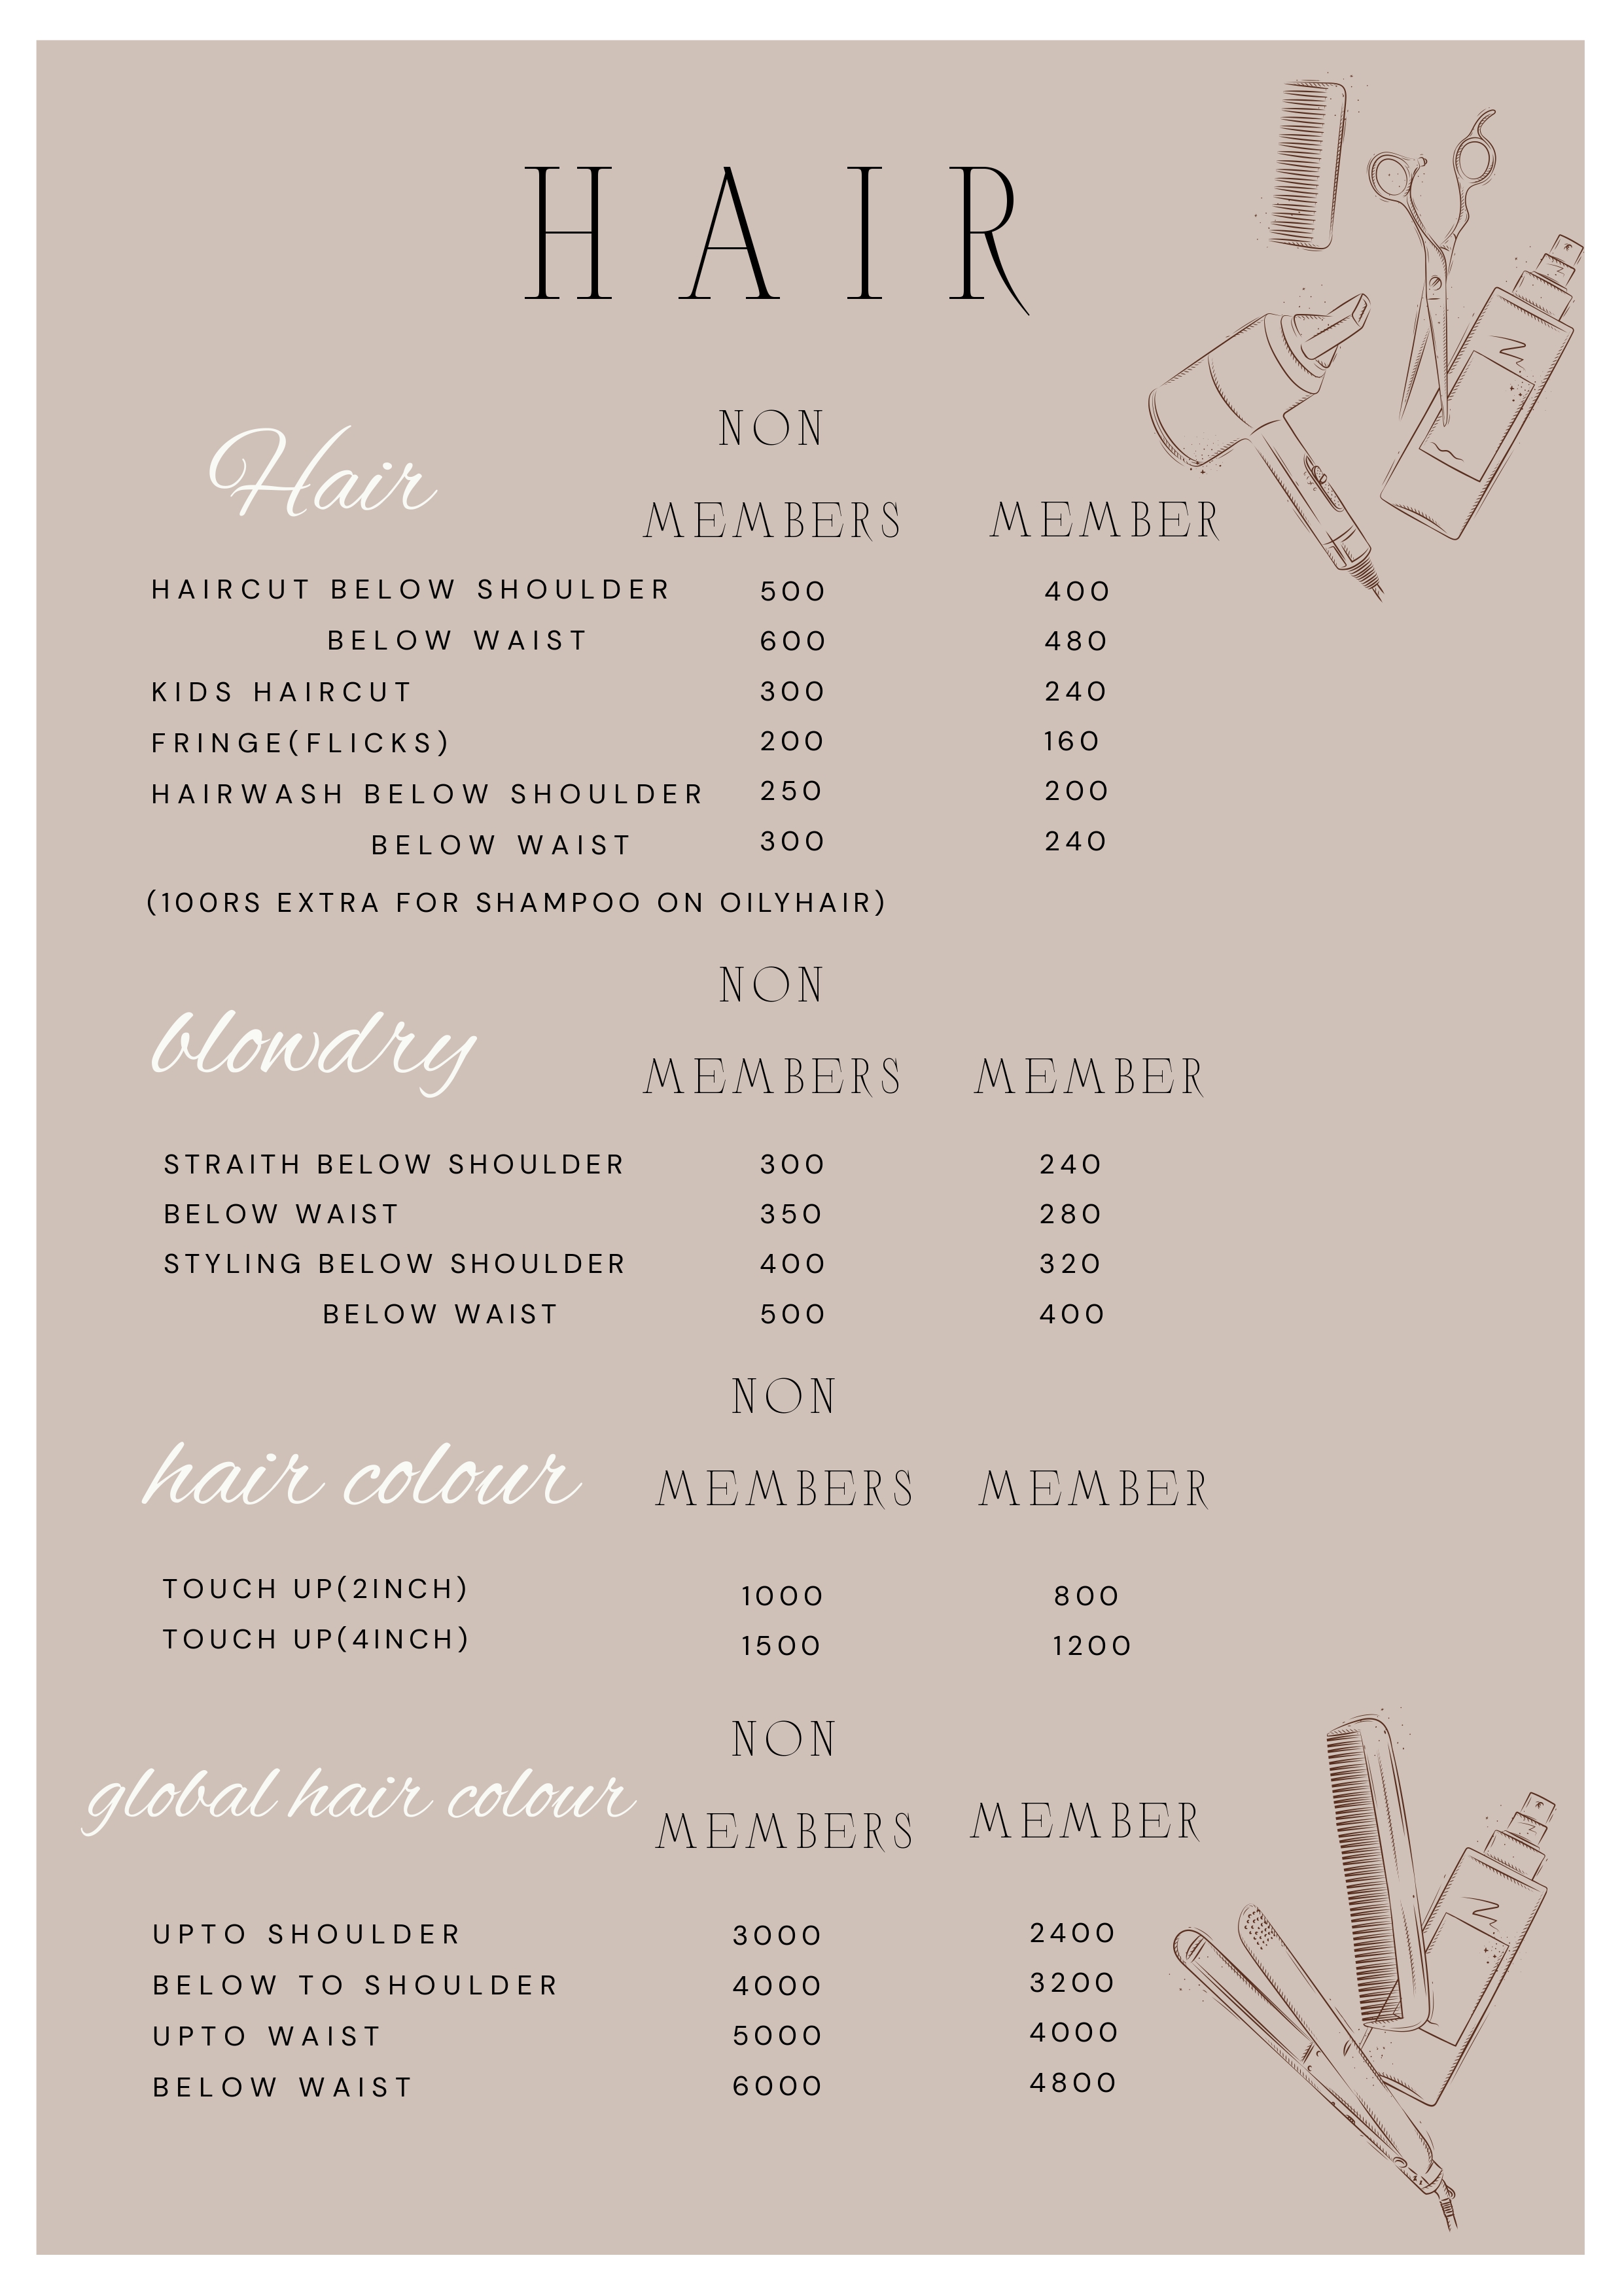 HAIR
Hair
NON
MEMBERS MEMBER
HAIRCUT BELOW SHOULDER 500 400
BELOW WAIST 600 480
KIDS HAIRCUT 300 240
FRINGE(FLICKS) 200 160
HAIRWASH BELOW SHOULDER 250 200
BELOW WAIST 300 240
(100RS EXTRA FOR SHAMPOO ON OILYHAIR)
NON
blowdry
MEMBERS MEMBER
STRAITH BELOW SHOULDER 300 240
BELOW WAIST 350 280
STYLING BELOW SHOULDER 400 320
BELOW WAIST 500 400
NON
hair colour
MEMBERS MEMBER
TOUCH UP(2INCH) 1000 800
TOUCH UP(4INCH) 1500 1200
NON
global hair colour
MEMBERS MEMBER
UPTO SHOULDER 3000 2400
BELOW TO SHOULDER 4000 3200
UPTO WAIST 5000 4000
BELOW WAIST 6000 4800